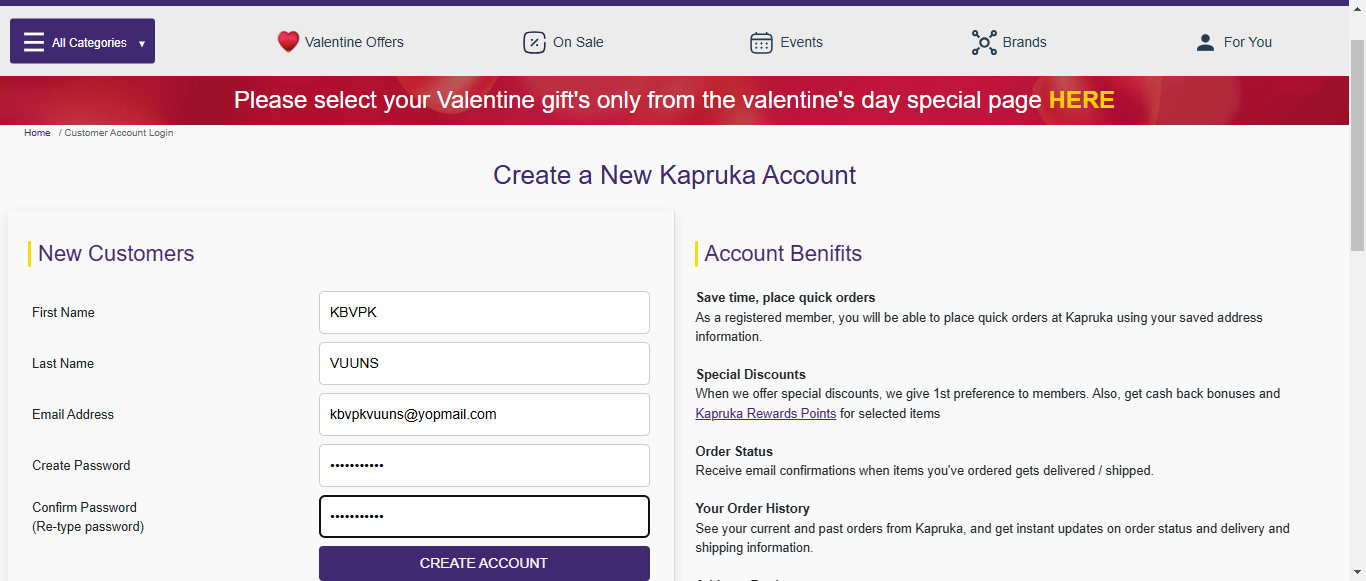 All Categories ▾
Valentine Offers
On Sale
Events
Brands
For You
Please select your Valentine gift's only from the valentine's day special page HERE
Home / Customer Account Login
Create a New Kapruka Account
New Customers
First Name
KBVPK
Last Name
VUUNS
Email Address
kbvpkvuuns@yopmail.com
Create Password
•••••••••••
Confirm Password
(Re-type password)
•••••••••••
CREATE ACCOUNT
Account Benifits
Save time, place quick orders
As a registered member, you will be able to place quick orders at Kapruka using your saved address
information.
Special Discounts
When we offer special discounts, we give 1st preference to members. Also, get cash back bonuses and
Kapruka Rewards Points for selected items
Order Status
Receive email confirmations when items you've ordered gets delivered / shipped.
Your Order History
See your current and past orders from Kapruka, and get instant updates on order status and delivery and
shipping information.